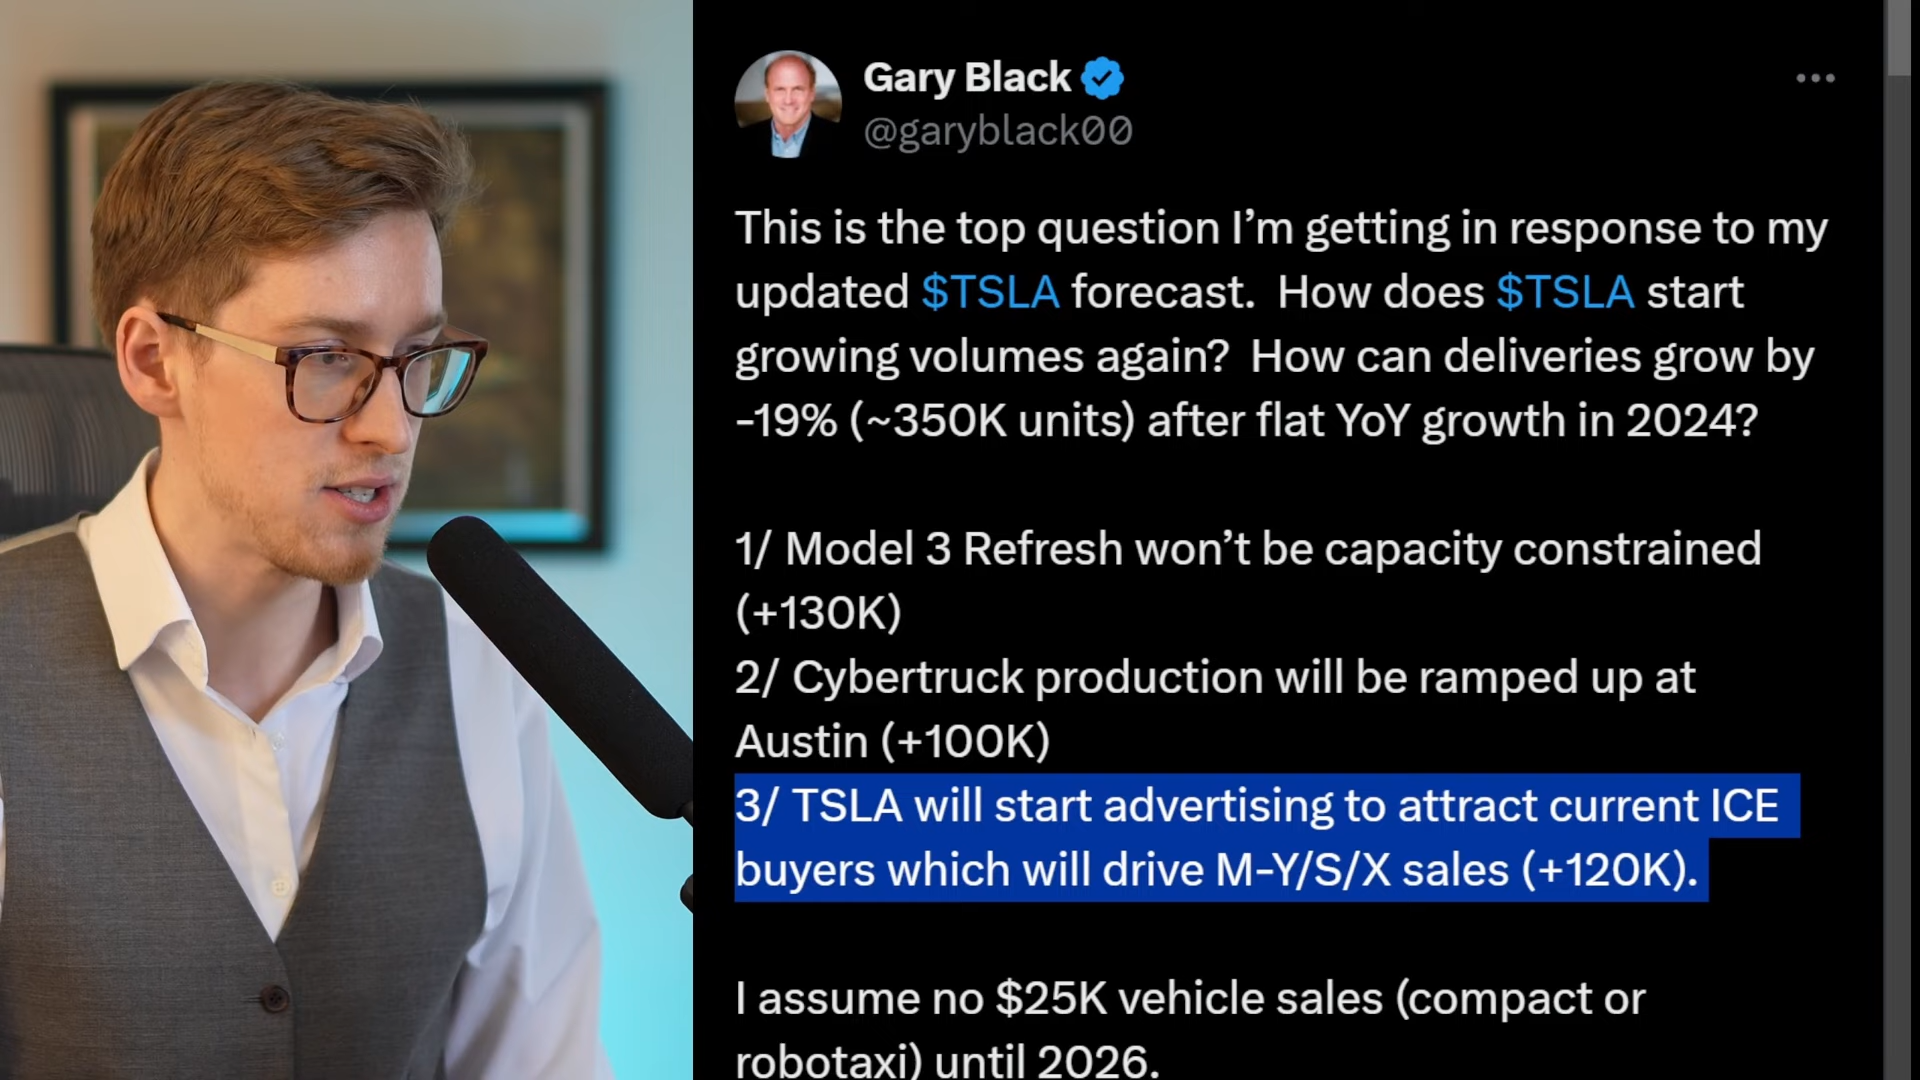 Gary Black
@garyblack00
This is the top question I’m getting in response to my
updated $TSLA forecast.  How does $TSLA start
growing volumes again?  How can deliveries grow by
-19% (~350K units) after flat YoY growth in 2024?
1/ Model 3 Refresh won’t be capacity constrained
(+130K)
2/ Cybertruck production will be ramped up at
Austin (+100K)
3/ TSLA will start advertising to attract current ICE
buyers which will drive M-Y/S/X sales (+120K).
I assume no $25K vehicle sales (compact or
robotaxi) until 2026.